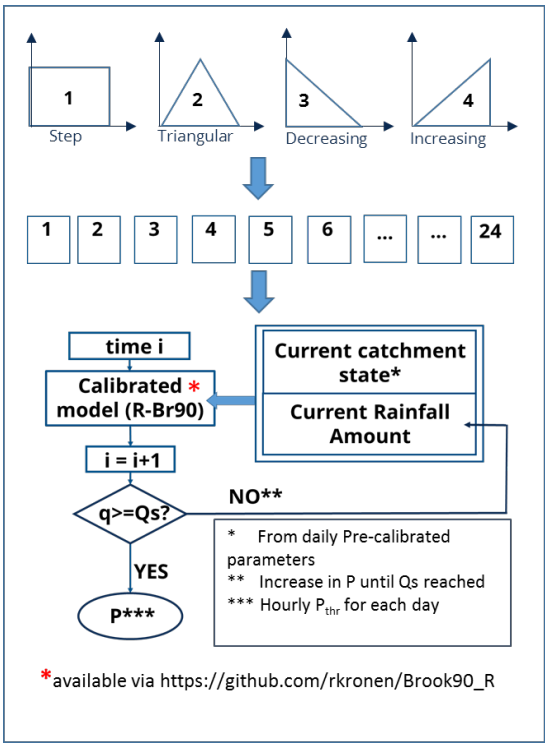 1
2
3
4
Step
Triangular
Decreasing
Increasing
1 2 3 4 5 6 ... ... 24
time i
Calibrated *
model (R-Br90)
Current catchment
state*
Current Rainfall
Amount
i = i+1
q>=Qs?
NO**
YES
P***
* From daily Pre-calibrated
parameters
** Increase in P until Qs reached
*** Hourly Pthr for each day
*available via https://github.com/rkronen/Brook90_R